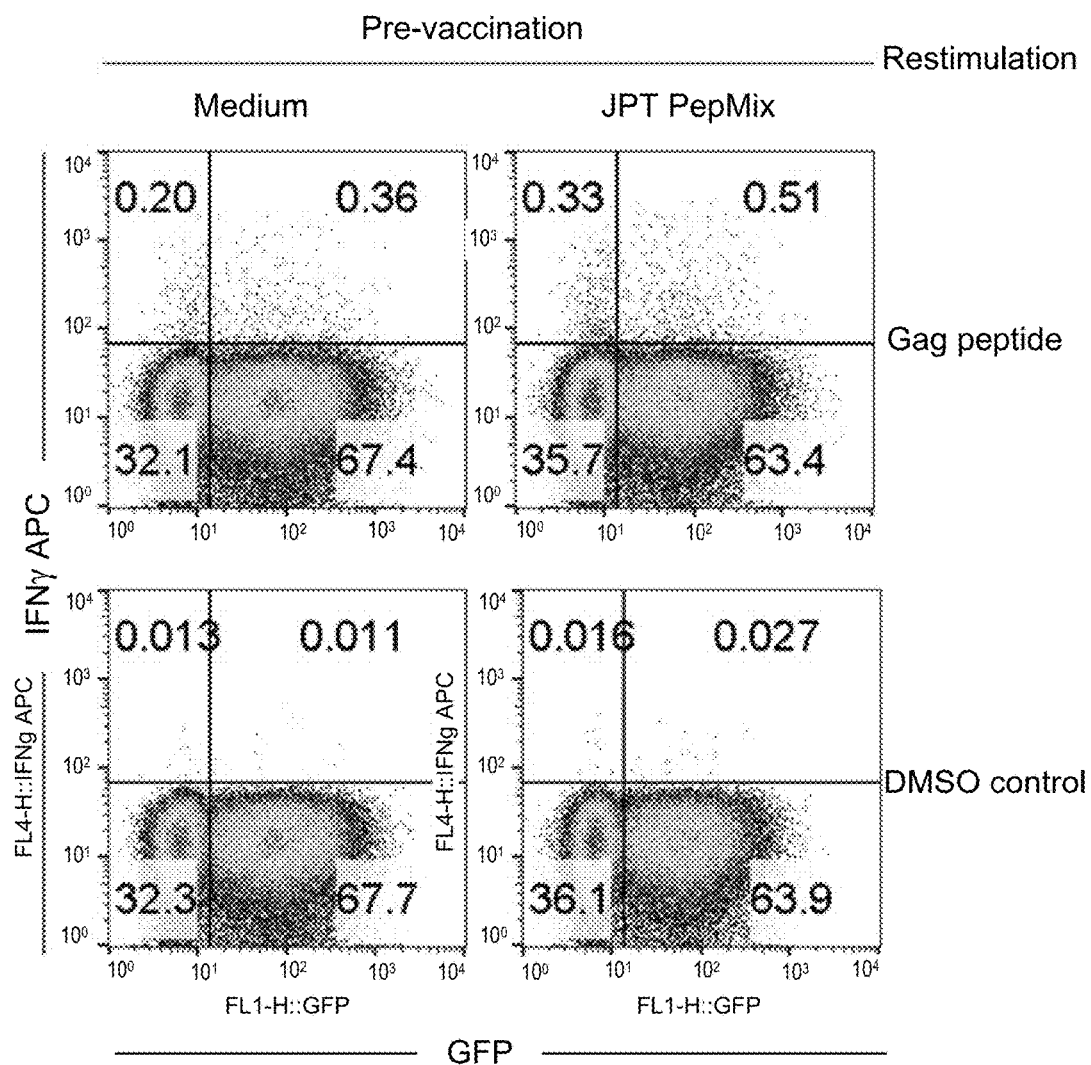 Pre-vaccination
Restimulation
Medium JPT PepMix
10⁴ 0.20 0.36 10⁴ 0.33 0.51
10³ 10³
10² 10²
Gag peptide
10¹ 10¹
32.1 67.4 35.7 63.4
10⁰ 10⁰
10⁰ 10¹ 10² 10³ 10⁴ 10⁰ 10¹ 10² 10³ 10⁴
IFNγ APC
10⁴ 0.013 0.011 10⁴ 0.016 0.027
10³ 10³
FL4-H::IFNg APC FL4-H::IFNg APC
10² 10²
DMSO control
10¹ 10¹
32.3 67.7 36.1 63.9
10⁰ 10⁰
10⁰ 10¹ 10² 10³ 10⁴ 10⁰ 10¹ 10² 10³ 10⁴
FL1-H::GFP FL1-H::GFP
GFP